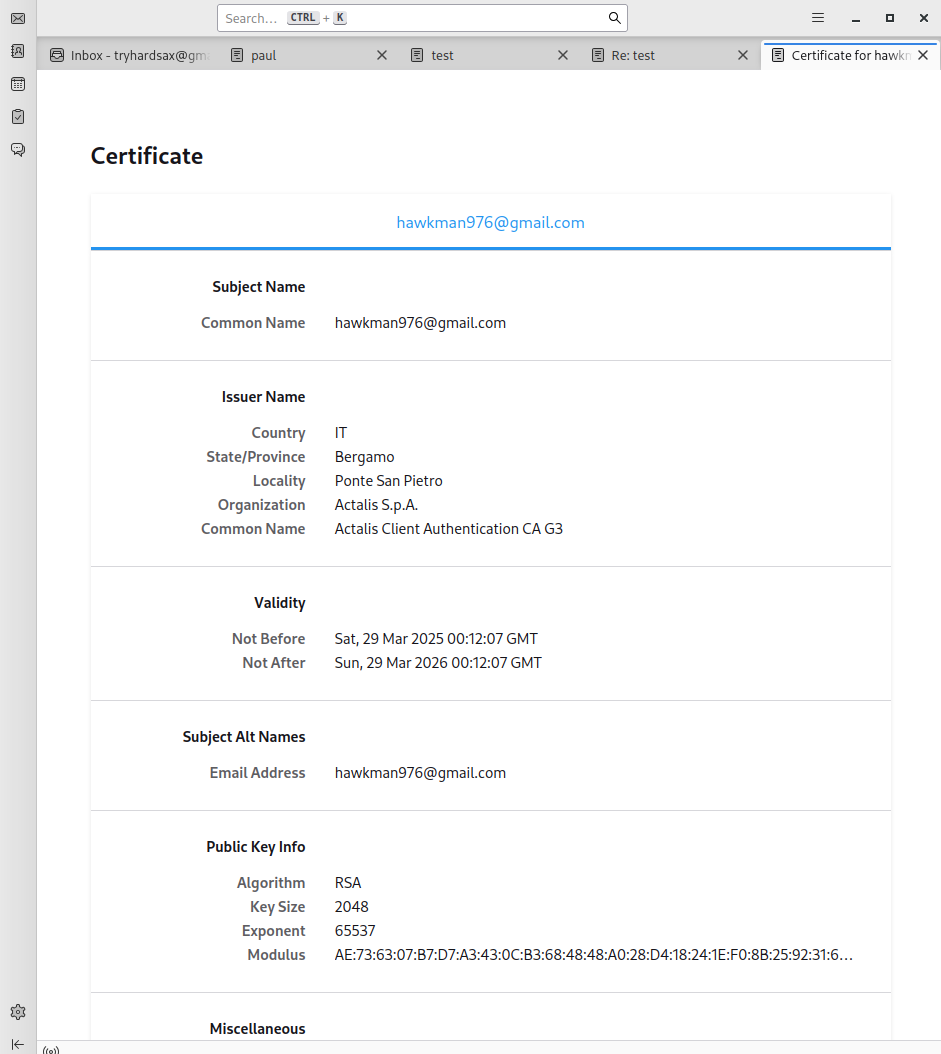 Search… CTRL + K
Inbox - tryhardsax@gm
paul
test
Re: test
Certificate for hawkm
Certificate
hawkman976@gmail.com
Subject Name
Common Name hawkman976@gmail.com
Issuer Name
Country IT
State/Province Bergamo
Locality Ponte San Pietro
Organization Actalis S.p.A.
Common Name Actalis Client Authentication CA G3
Validity
Not Before Sat, 29 Mar 2025 00:12:07 GMT
Not After Sun, 29 Mar 2026 00:12:07 GMT
Subject Alt Names
Email Address hawkman976@gmail.com
Public Key Info
Algorithm RSA
Key Size 2048
Exponent 65537
Modulus AE:73:63:07:B7:D7:A3:43:0C:B3:68:48:48:A0:28:D4:18:24:1E:F0:8B:25:92:31:6…
Miscellaneous